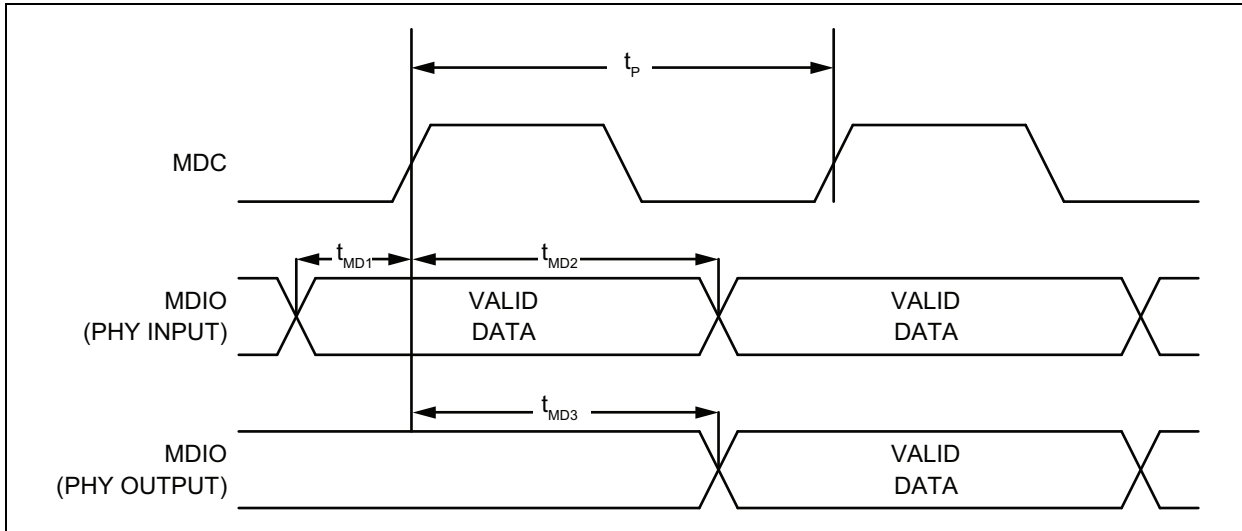 tP
MDC
tMD1
tMD2
MDIO
(PHY INPUT)
VALID
DATA
VALID
DATA
tMD3
MDIO
(PHY OUTPUT)
VALID
DATA